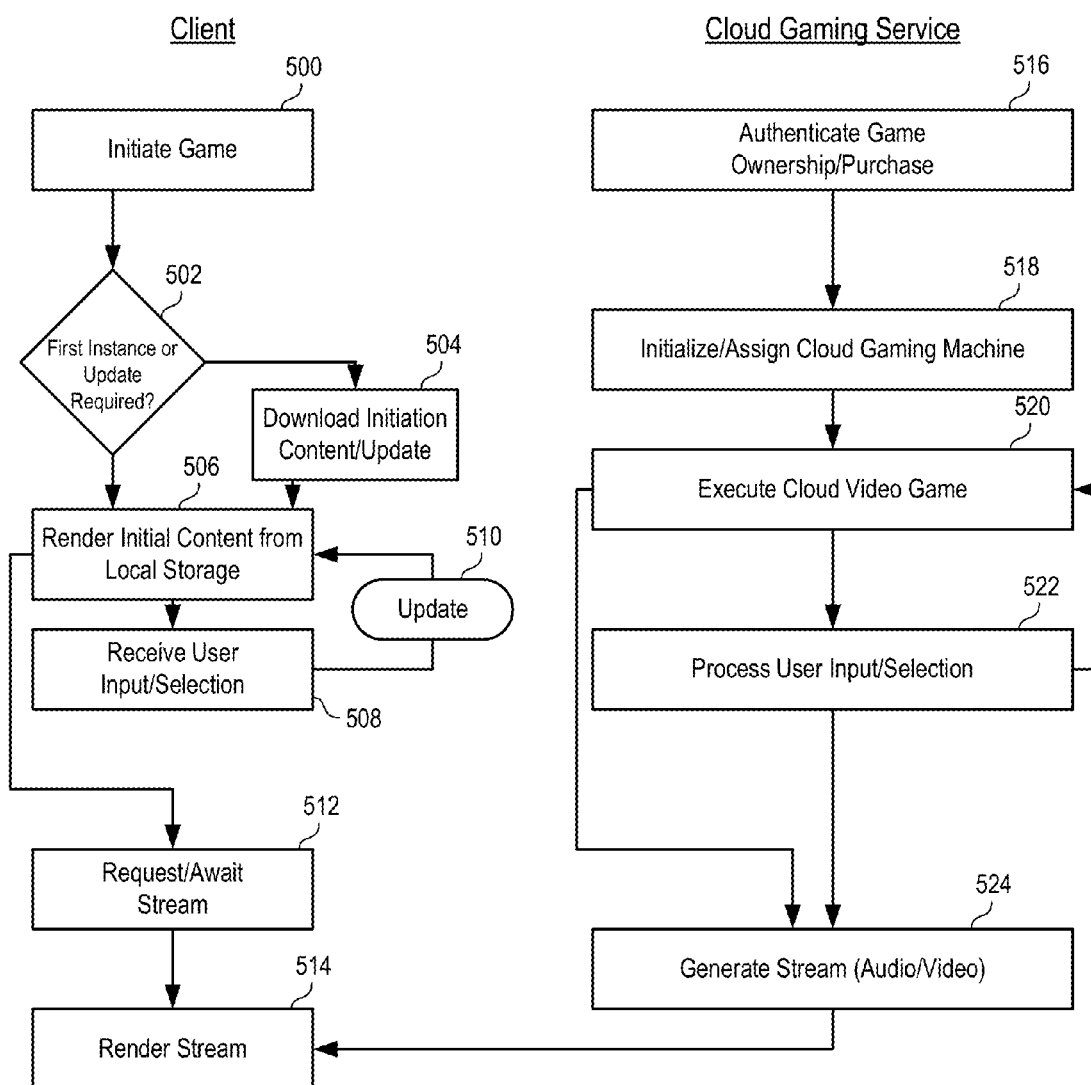 Client
500
Initiate Game
502
First Instance or
Update
Required?
504
Download Initiation
Content/Update
506
Render Initial Content from
Local Storage
510
Update
Receive User
Input/Selection
508
512
Request/Await
Stream
514
Render Stream
Cloud Gaming Service
516
Authenticate Game
Ownership/Purchase
518
Initialize/Assign Cloud Gaming Machine
520
Execute Cloud Video Game
522
Process User Input/Selection
524
Generate Stream (Audio/Video)